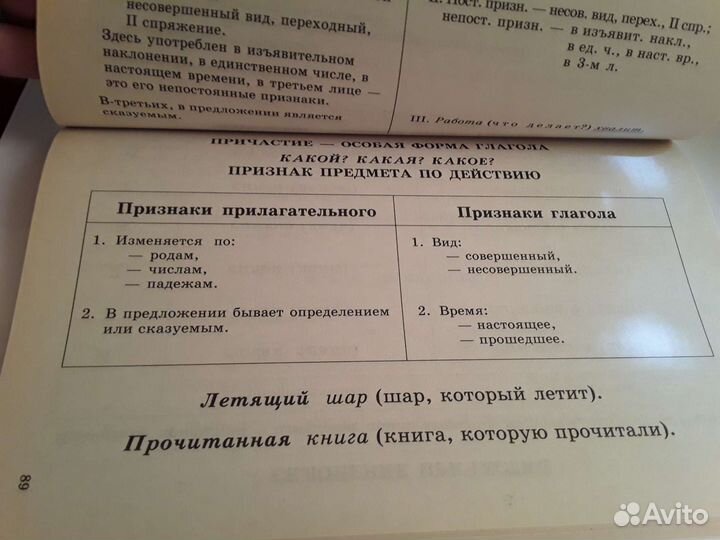 несовершенный вид, переходный,
II спряжение.
Здесь употреблен в изъявительном
наклонении, в единственном числе, в
настоящем времени, в третьем лице —
это его непостоянные признаки.
В-третьих, в предложении является
сказуемым.
II. Пост. призн. — несов. вид, перех., II спр.;
непост. призн. — в изъявит. накл.,
в ед. ч., в наст. вр.,
в 3-м л.
III. Работа (что делает?) хвалит.
ПРИЧАСТИЕ — ОСОБАЯ ФОРМА ГЛАГОЛА
КАКОЙ? КАКАЯ? КАКОЕ?
ПРИЗНАК ПРЕДМЕТА ПО ДЕЙСТВИЮ
Признаки прилагательного
1. Изменяется по:
— родам,
— числам,
— падежам.
2. В предложении бывает определением
или сказуемым.
Признаки глагола
1. Вид:
— совершенный,
— несовершенный.
2. Время:
— настоящее,
— прошедшее.
Летящий шар (шар, который летит).
Прочитанная книга (книга, которую прочитали).
89
Avito